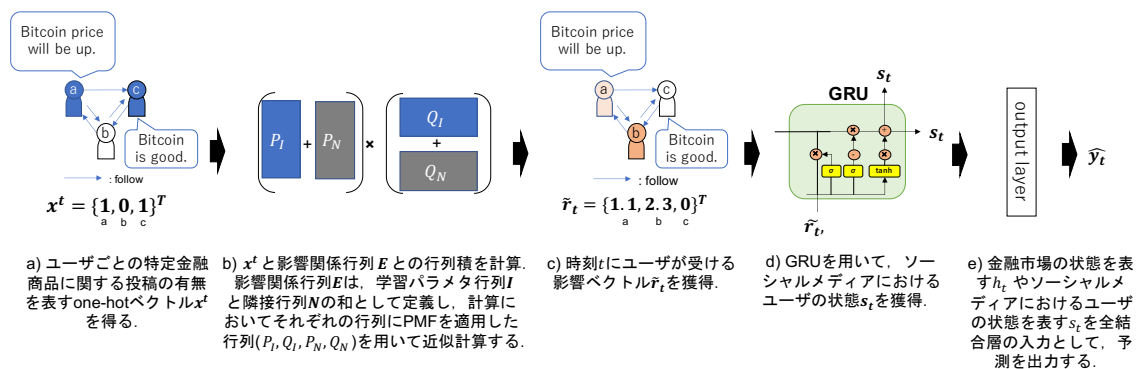 Bitcoin price
will be up.
a
c
b
Bitcoin
is good.
: follow
𝒙ᵗ = {𝟏, 𝟎, 𝟏}ᵀ
a b c
P_I + P_N × Q_I + Q_N
Bitcoin price
will be up.
a
c
b
Bitcoin
is good.
: follow
r̃_t = {1.1, 2.3, 0}ᵀ
a b c
s_t
GRU
× +
s_t
× - ×
σ σ tanh
r̃_t,
output layer
ŷ_t
a) ユーザごとの特定金融
商品に関する投稿の有無
を表すone-hotベクトルxᵗ
を得る.
b) xᵗと影響関係行列 E との行列積を計算.
影響関係行列Eは,学習パラメタ行列I
と隣接行列Nの和として定義し,計算に
おいてそれぞれの行列にPMFを適用した
行列(P_I, Q_I, P_N, Q_N)を用いて近似計算する.
c) 時刻tにユーザが受ける
影響ベクトルr̃_tを獲得.
d) GRUを用いて,ソー
シャルメディアにおける
ユーザの状態s_tを獲得.
e) 金融市場の状態を表
すh_t やソーシャルメ
ディアにおけるユーザ
の状態を表すs_tを全結
合層の入力として,予
測を出力する.